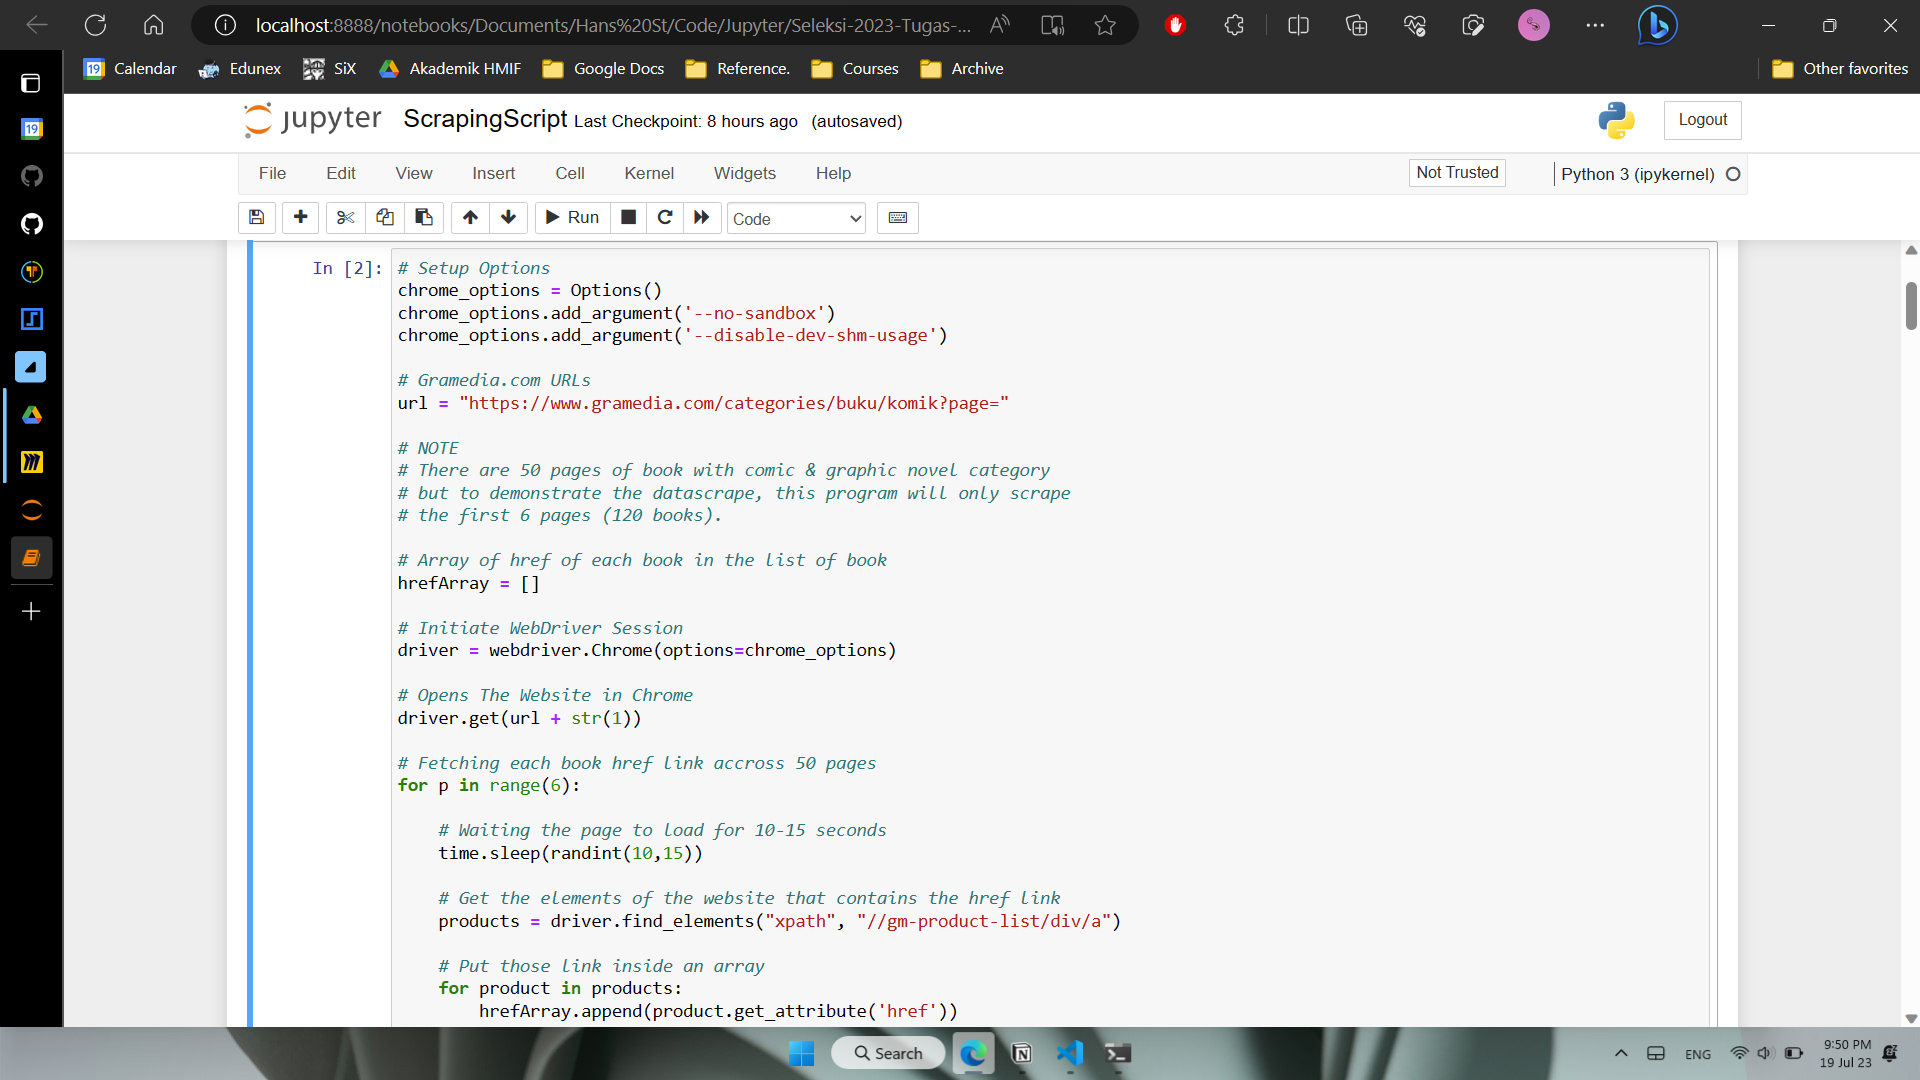 localhost:8888/notebooks/Documents/Hans%20St/Code/Jupyter/Seleksi-2023-Tugas-...
19 Calendar Edunex SiX Akademik HMIF Google Docs Reference. Courses Archive Other favorites
19
jupyter ScrapingScript Last Checkpoint: 8 hours ago (autosaved) Logout
File Edit View Insert Cell Kernel Widgets Help Not Trusted Python 3 (ipykernel)
Run Code
In [2]: # Setup Options
chrome_options = Options()
chrome_options.add_argument('--no-sandbox')
chrome_options.add_argument('--disable-dev-shm-usage')
# Gramedia.com URLs
url = "https://www.gramedia.com/categories/buku/komik?page="
# NOTE
# There are 50 pages of book with comic & graphic novel category
# but to demonstrate the datascrape, this program will only scrape
# the first 6 pages (120 books).
# Array of href of each book in the list of book
hrefArray = []
# Initiate WebDriver Session
driver = webdriver.Chrome(options=chrome_options)
# Opens The Website in Chrome
driver.get(url + str(1))
# Fetching each book href link accross 50 pages
for p in range(6):
# Waiting the page to load for 10-15 seconds
time.sleep(randint(10,15))
# Get the elements of the website that contains the href link
products = driver.find_elements("xpath", "//gm-product-list/div/a")
# Put those link inside an array
for product in products:
hrefArray.append(product.get_attribute('href'))
Search ENG 9:50 PM
19 Jul 23